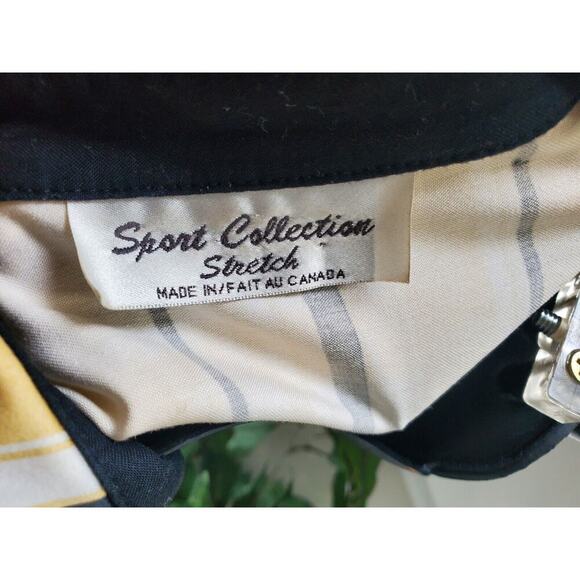 Sport Collection
Stretch
MADE IN/FAIT AU CANADA